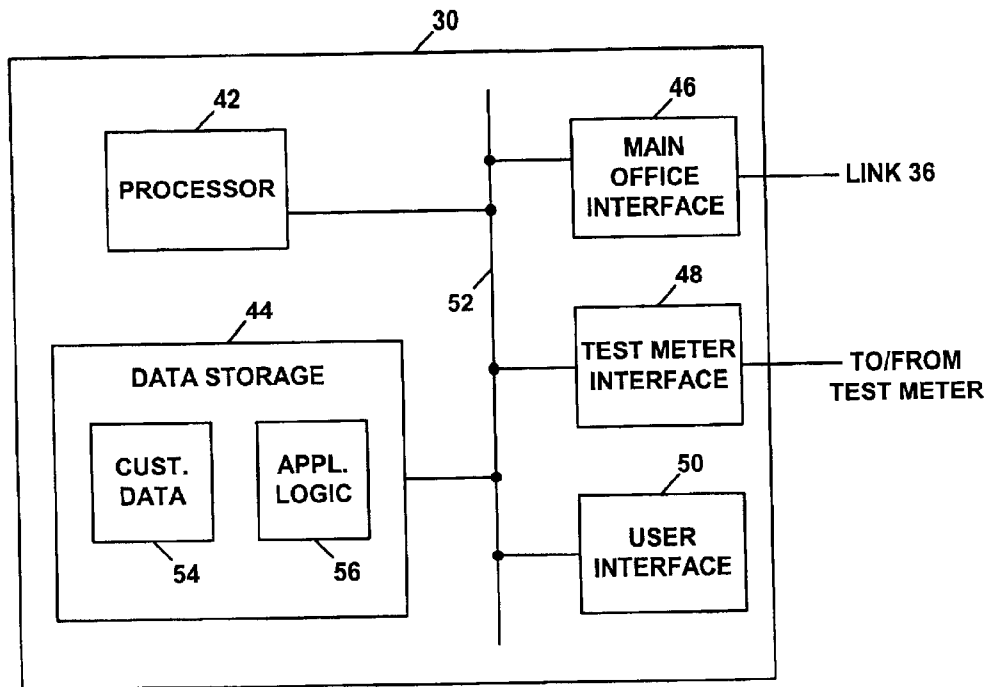 30
42
PROCESSOR
46
MAIN
OFFICE
INTERFACE
LINK 36
52
48
TEST METER
INTERFACE
TO/FROM
TEST METER
44
DATA STORAGE
CUST.
DATA
54
APPL.
LOGIC
56
50
USER
INTERFACE